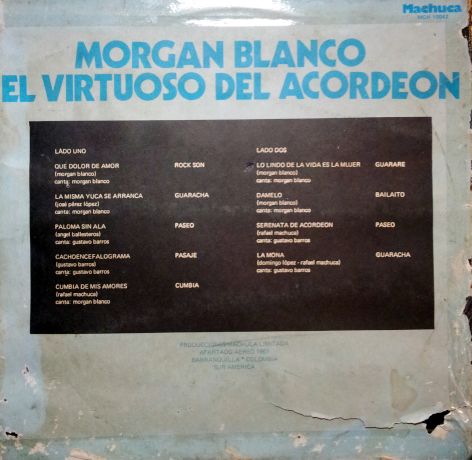 Machuca
MCH 10042
MORGAN BLANCO
EL VIRTUOSO DEL ACORDEON
LADO UNO
QUE DOLOR DE AMOR ROCK SON
(morgan blanco)
canta: morgan blanco
LA MISMA YUCA SE ARRANCA GUARACHA
(josé pérez lópez)
canta: morgan blanco
PALOMA SIN ALA PASEO
(angel ballesteros)
canta: gustavo barros
CACHOENCEFALOGRAMA PASAJE
(gustavo barros)
canta: gustavo barros
CUMBIA DE MIS AMORES CUMBIA
(rafael machuca)
canta: morgan blanco
LADO DOS
LO LINDO DE LA VIDA ES LA MUJER GUARARE
(morgan blanco)
canta: morgan blanco
DAMELO BAILAITO
(morgan blanco)
canta: morgan blanco
SERENATA DE ACORDEON PASEO
(rafael machuca)
canta: gustavo barros
LA MONA GUARACHA
(domingo lópez - rafael machuca)
canta: gustavo barros
PRODUCCIONES MACHUCA LIMITADA
APARTADO AEREO 1951
BARRANQUILLA * COLOMBIA
SUR AMERICA